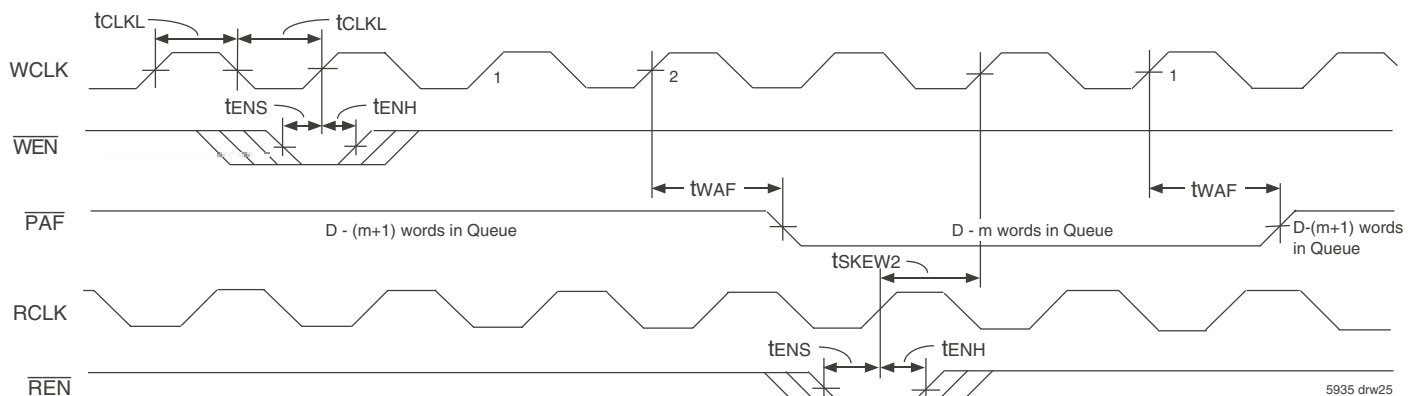 tCLKL tCLKL
WCLK 1 2 1
tENS tENH
WEN
tWAF tWAF
PAF
D - (m+1) words in Queue D - m words in Queue D-(m+1) words
in Queue
tSKEW2
RCLK
tENS tENH
REN
5935 drw25